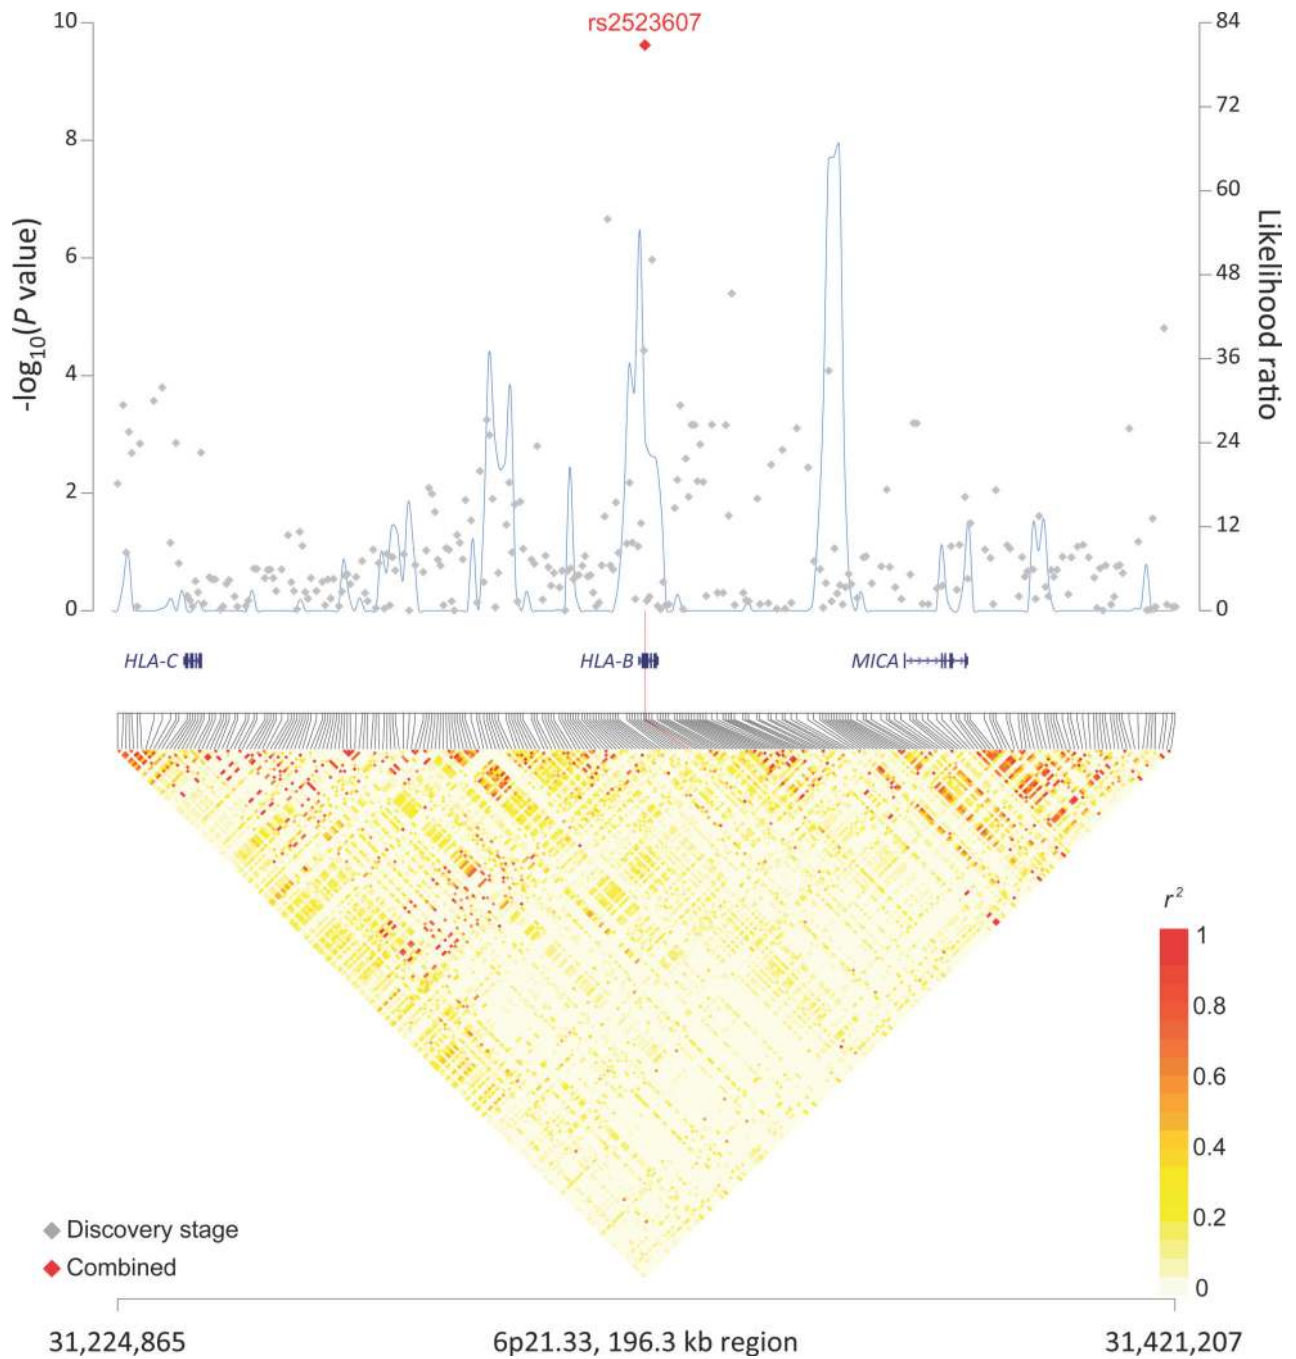 rs2523607
10
8
6
4
2
0
-log10(P value)
84
72
60
48
36
24
12
0
Likelihood ratio
HLA-C
HLA-B
MICA
r²
1
0.8
0.6
0.4
0.2
0
Discovery stage
Combined
31,224,865
6p21.33, 196.3 kb region
31,421,207